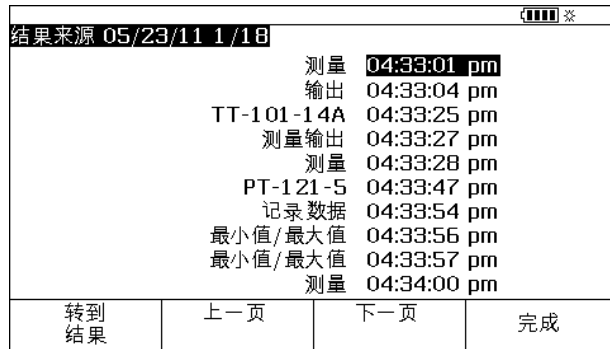 结果来源 05/23/11 1 /18
测量 04:33:01 pm
输出 04:33:04 pm
TT-101-14A 04:33:25 pm
测量输出 04:33:27 pm
测量 04:33:28 pm
PT-121-5 04:33:47 pm
记录数据 04:33:54 pm
最小值/最大值 04:33:56 pm
最小值/最大值 04:33:57 pm
测量 04:34:00 pm
转到
结果
上一页
下一页
完成